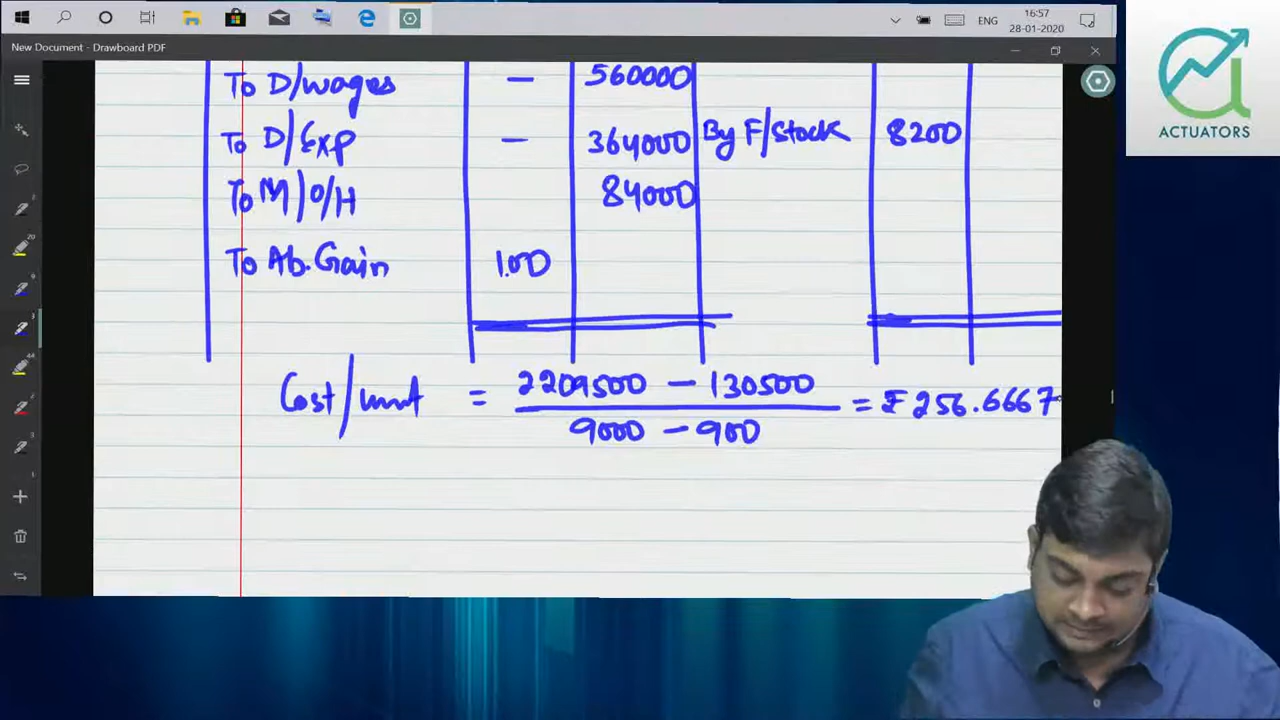 16:57
ENG
28-01-2020
New Document - Drawboard PDF
ACTUATORS
To D/wages — 560000
To D/Exp — 364000 By F/Stock 8200
To M/O/H 84000
To Ab. Gain 100
Cost/unit = 2209500 — 130500 = ₹ 256.6667
9000 — 900